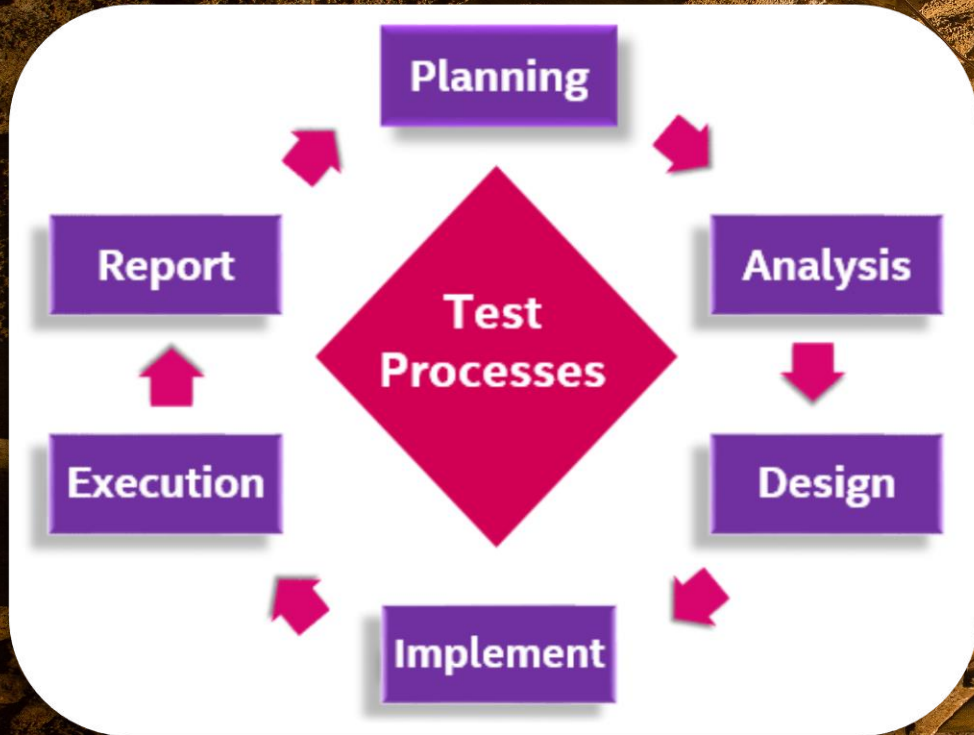 Planning
Analysis
Design
Implement
Execution
Report
Test
Processes